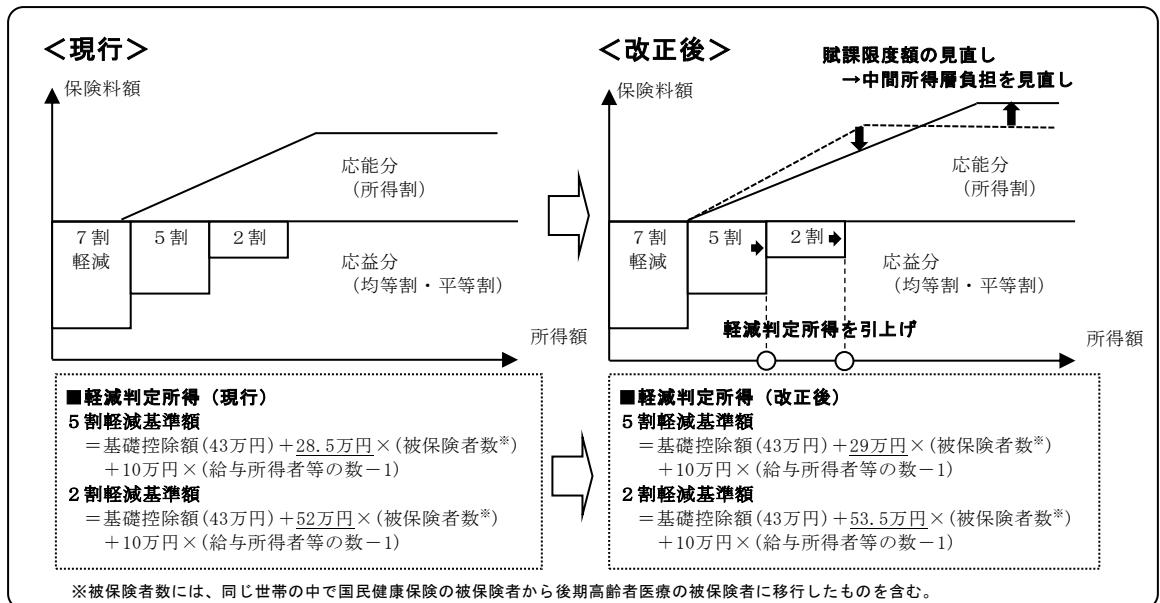 ＜現行＞
保険料額
応能分
（所得割）
７割
軽減
５割
２割
応益分
（均等割・平等割）
所得額
■軽減判定所得（現行）
５割軽減基準額
＝基礎控除額(43万円)＋28.5万円×(被保険者数※)
＋10万円×(給与所得者等の数－1)
２割軽減基準額
＝基礎控除額(43万円)＋52万円×(被保険者数※)
＋10万円×(給与所得者等の数－1)
＜改正後＞
賦課限度額の見直し
→中間所得層負担を見直し
保険料額
応能分
（所得割）
７割
軽減
５割
２割
応益分
（均等割・平等割）
軽減判定所得を引上げ
所得額
■軽減判定所得（改正後）
５割軽減基準額
＝基礎控除額(43万円)＋29万円×(被保険者数※)
＋10万円×(給与所得者等の数－1)
２割軽減基準額
＝基礎控除額(43万円)＋53.5万円×(被保険者数※)
＋10万円×(給与所得者等の数－1)
※被保険者数には、同じ世帯の中で国民健康保険の被保険者から後期高齢者医療の被保険者に移行したものを含む。